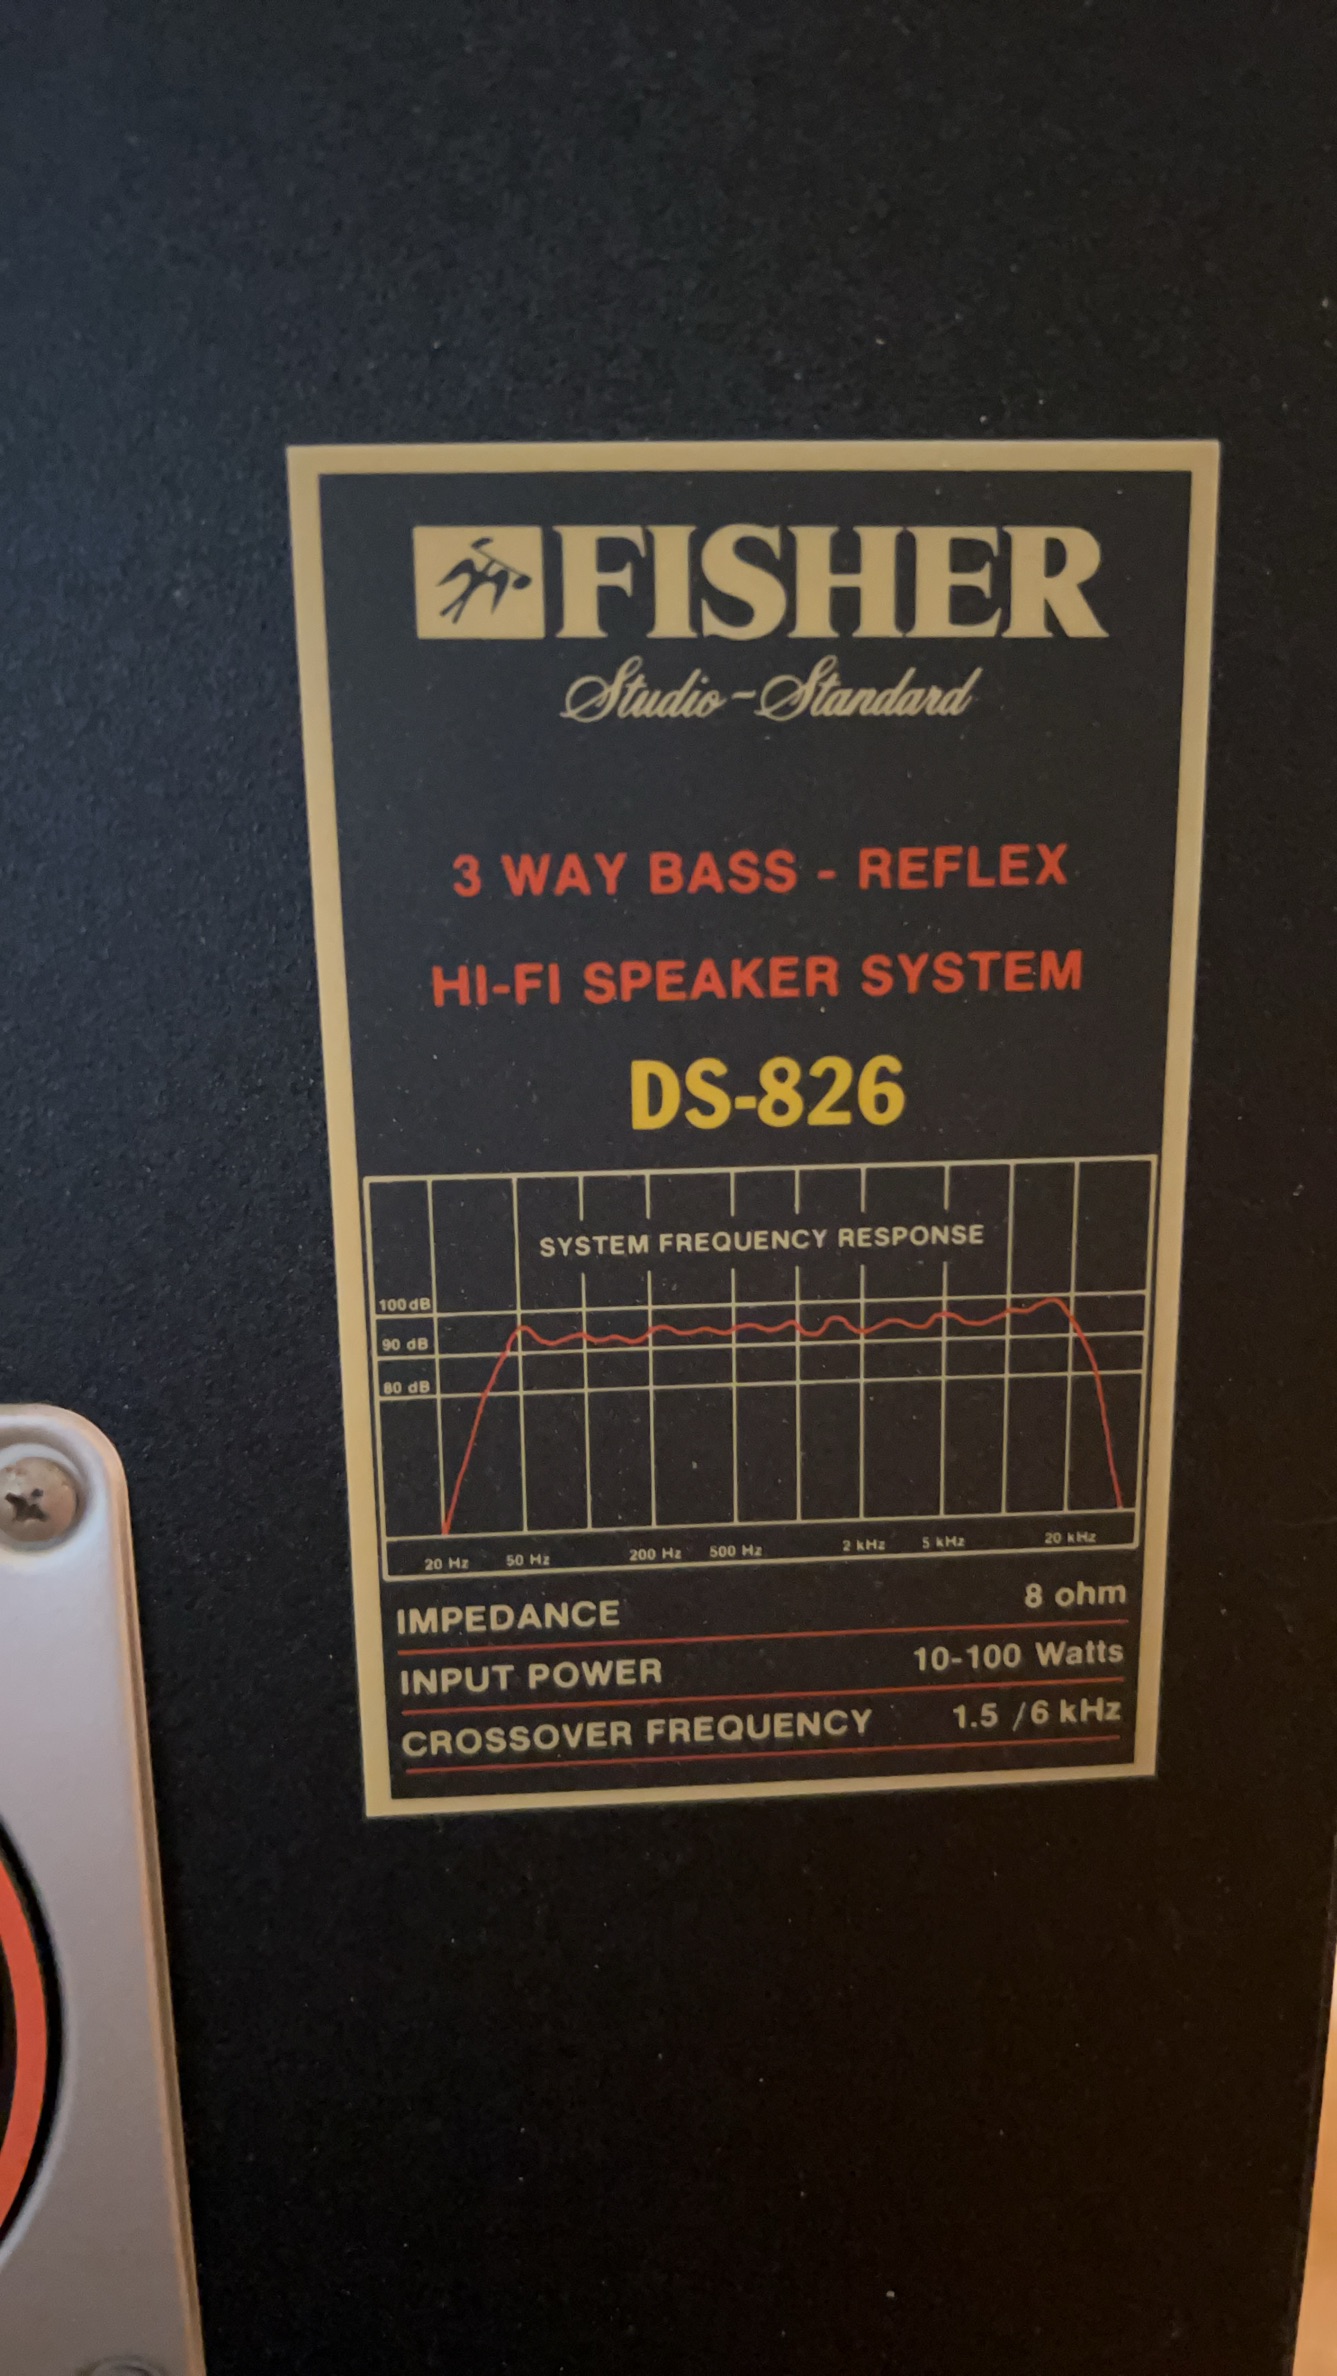 FISHER
Studio-Standard
3 WAY BASS - REFLEX
HI-FI SPEAKER SYSTEM
DS-826
SYSTEM FREQUENCY RESPONSE
100 dB
90 dB
80 dB
20 Hz 50 Hz 200 Hz 500 Hz 2 kHz 5 kHz 20 kHz
IMPEDANCE 8 ohm
INPUT POWER 10-100 Watts
CROSSOVER FREQUENCY 1.5 /6 kHz